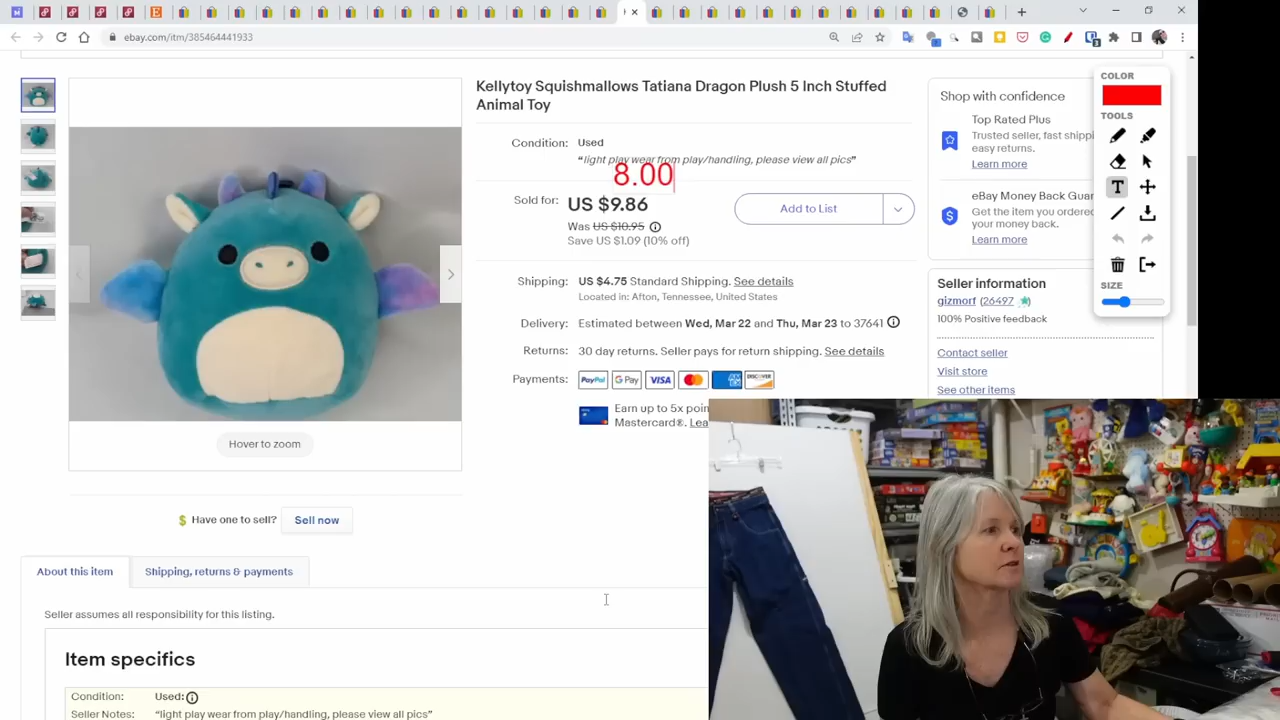 ebay.com/itm/385464441933
Kellytoy Squishmallows Tatiana Dragon Plush 5 Inch Stuffed
Animal Toy
Condition: Used
“light play wear from play/handling, please view all pics”
8.00
Sold for: US $9.86
Was US $10.95
Save US $1.09 (10% off)
Add to List
Shipping: US $4.75 Standard Shipping. See details
Located in: Afton, Tennessee, United States
Delivery: Estimated between Wed, Mar 22 and Thu, Mar 23 to 37641
Returns: 30 day returns. Seller pays for return shipping. See details
Payments: PayPal G Pay VISA DISCOVER
Earn up to 5x poin
Mastercard®. Lea
Hover to zoom
Have one to sell? Sell now
About this item
Shipping, returns & payments
Seller assumes all responsibility for this listing.
Item specifics
Condition: Used:
Seller Notes: “light play wear from play/handling, please view all pics”
Shop with confidence
Top Rated Plus
Trusted seller, fast shippi
easy returns.
Learn more
eBay Money Back Guar
Get the item you ordered
your money back.
Learn more
Seller information
gizmorf (26497)
100% Positive feedback
Contact seller
Visit store
See other items
COLOR
TOOLS
T
SIZE